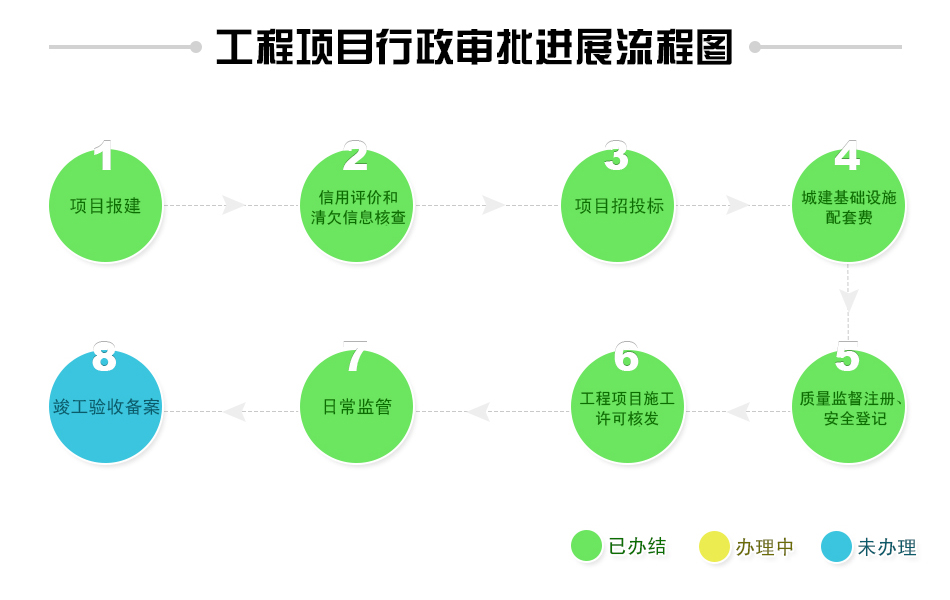 工程项目行政审批进展流程图
1
项目报建
2
信用评价和
清欠信息核查
3
项目招投标
4
城建基础设施
配套费
5
质量监督注册、
安全登记
6
工程项目施工
许可核发
7
日常监管
8
竣工验收备案
已办结
办理中
未办理